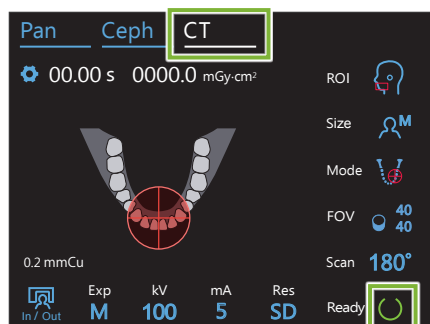 Pan Ceph CT
00.00 s 0000.0 mGy·cm²
ROI
Size M
Mode
FOV 40
40
0.2 mmCu
Scan 180°
In / Out
Exp kV mA Res
M 100 5 SD
Ready